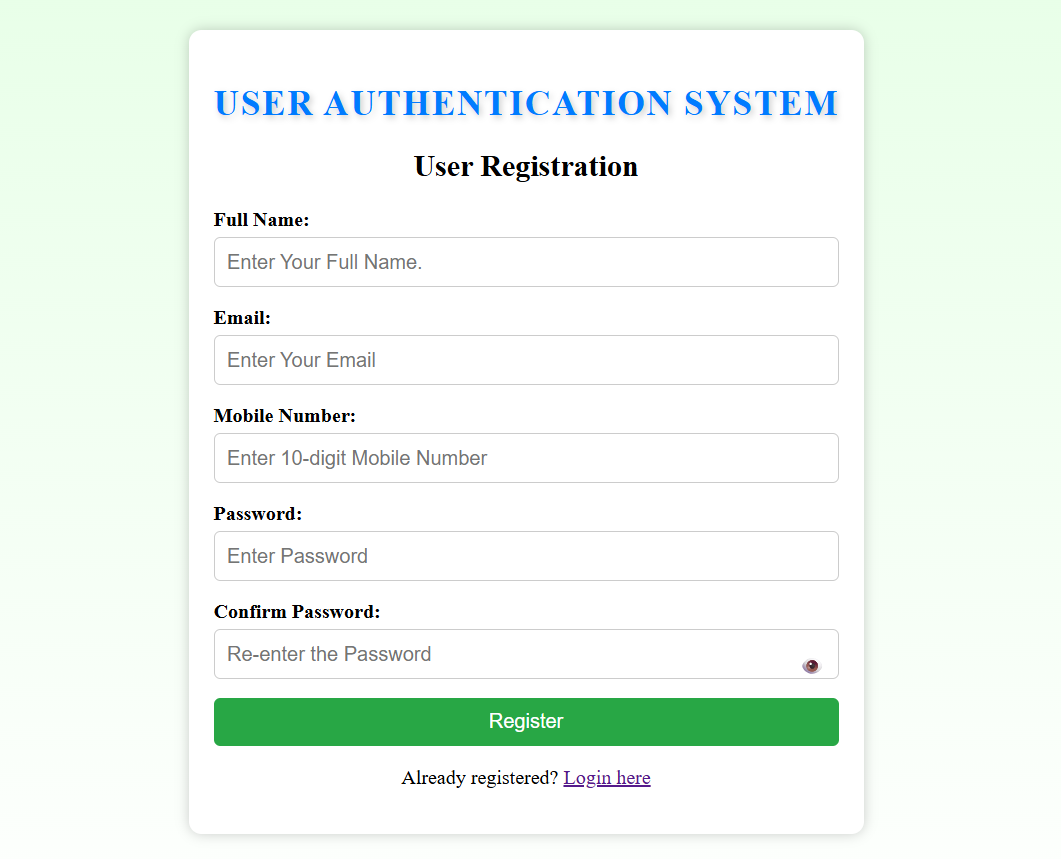 USER AUTHENTICATION SYSTEM
User Registration
Full Name:
Enter Your Full Name.
Email:
Enter Your Email
Mobile Number:
Enter 10-digit Mobile Number
Password:
Enter Password
Confirm Password:
Re-enter the Password
Register
Already registered? Login here